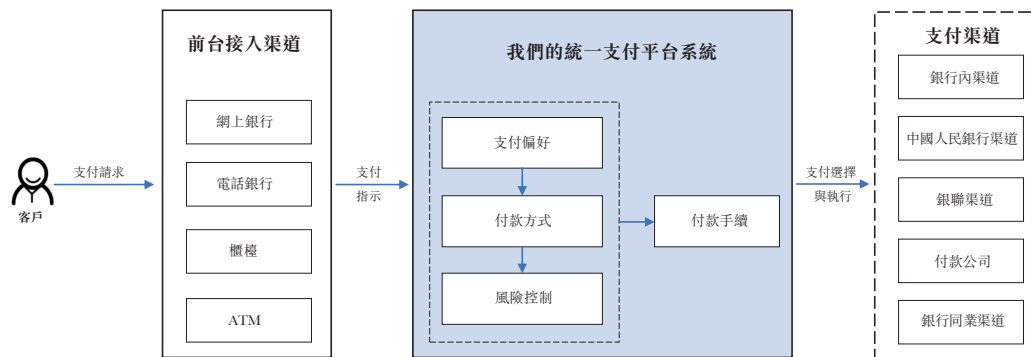 客戶
支付請求
前台接入渠道
網上銀行
電話銀行
櫃檯
ATM
支付
指示
我們的統一支付平台系統
支付偏好
付款方式
風險控制
付款手續
支付選擇
與執行
支付渠道
銀行內渠道
中國人民銀行渠道
銀聯渠道
付款公司
銀行同業渠道